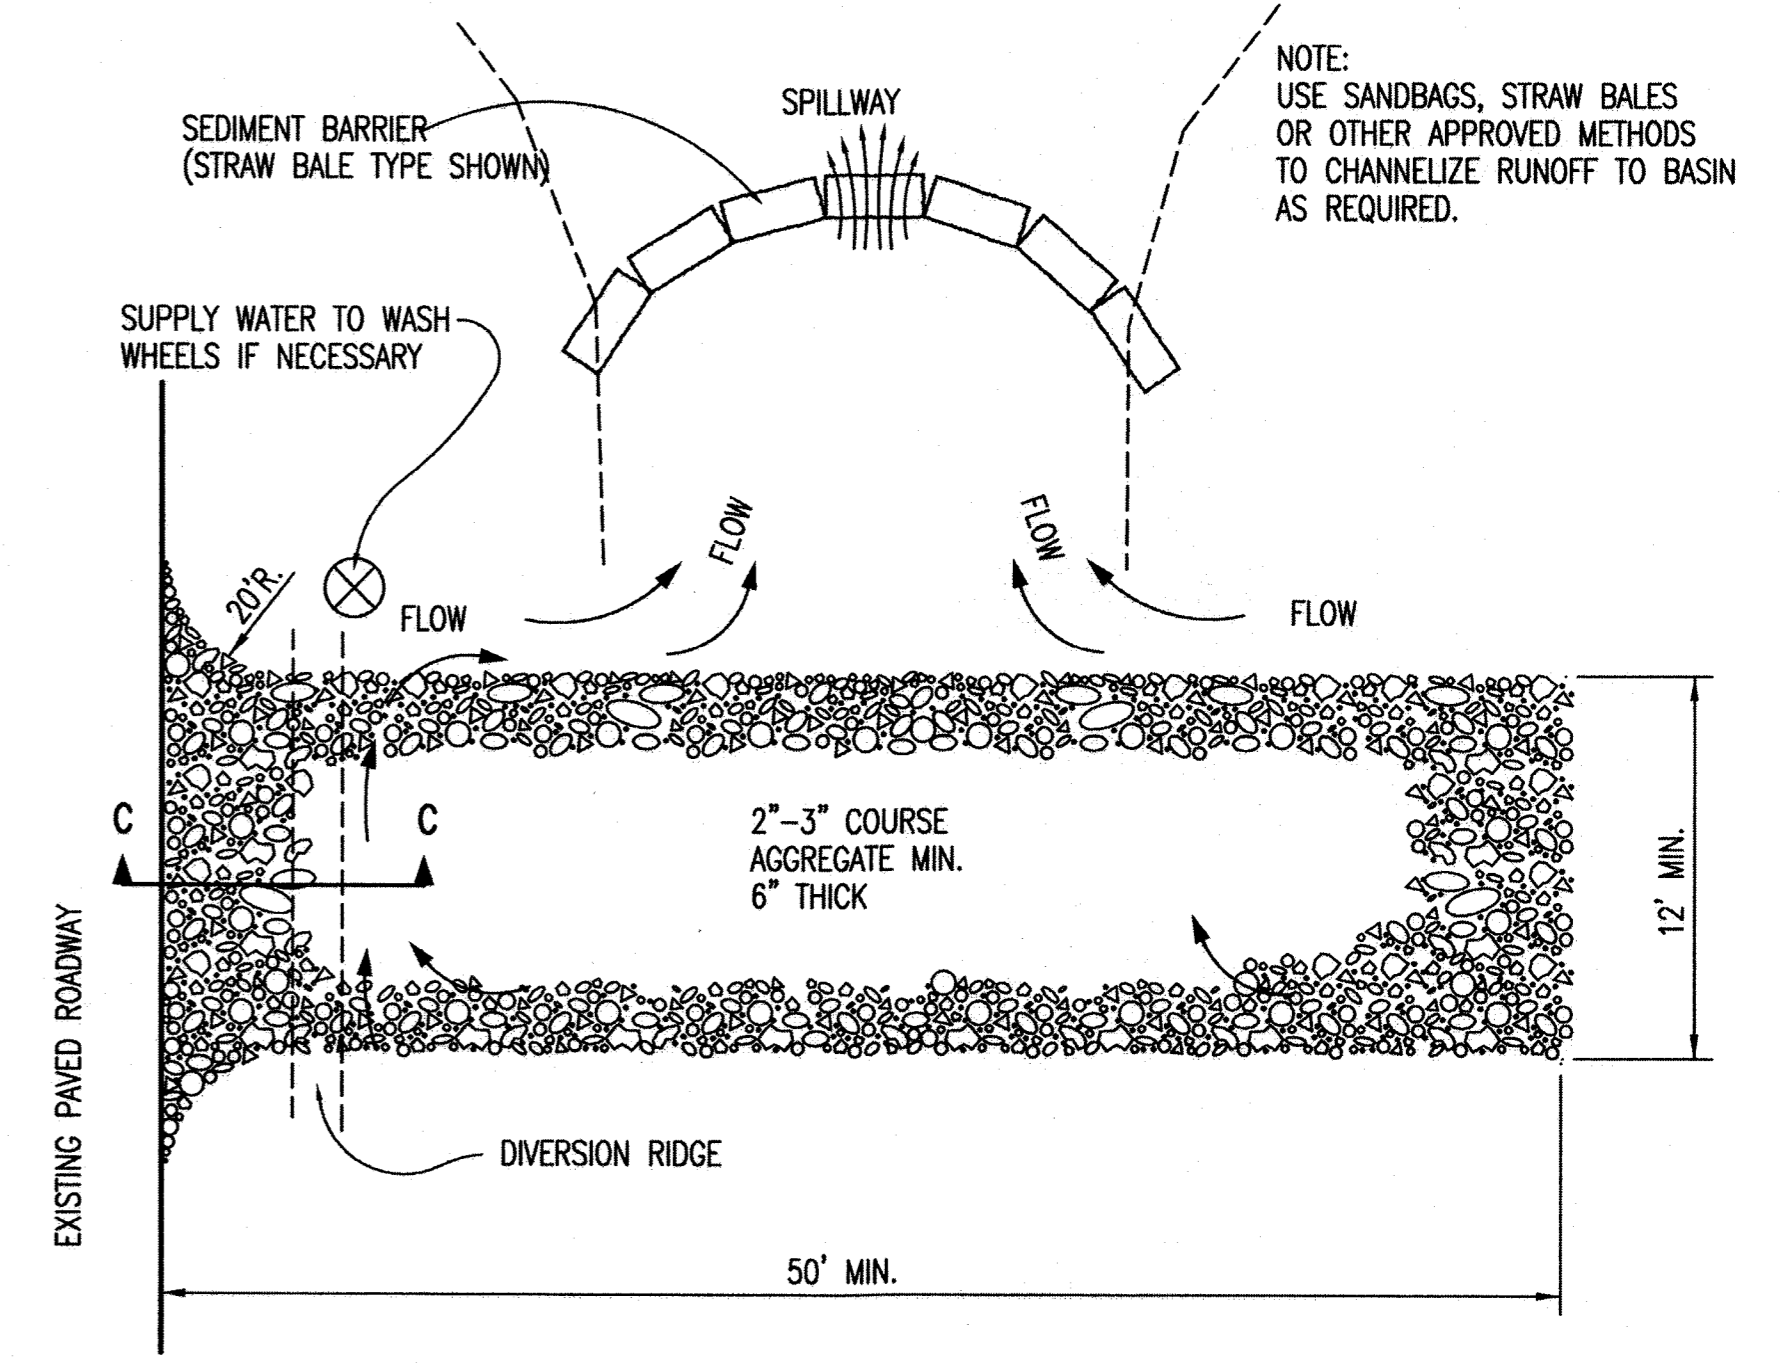 SPILLWAY
SEDIMENT BARRIER
(STRAW BALE TYPE SHOWN)
NOTE:
USE SANDBAGS, STRAW BALES
OR OTHER APPROVED METHODS
TO CHANNELIZE RUNOFF TO BASIN
AS REQUIRED.
SUPPLY WATER TO WASH
WHEELS IF NECESSARY
FLOW
FLOW
20'R.
FLOW
FLOW
C
C
2"-3" COURSE
AGGREGATE MIN.
6" THICK
12' MIN.
EXISTING PAVED ROADWAY
DIVERSION RIDGE
50' MIN.